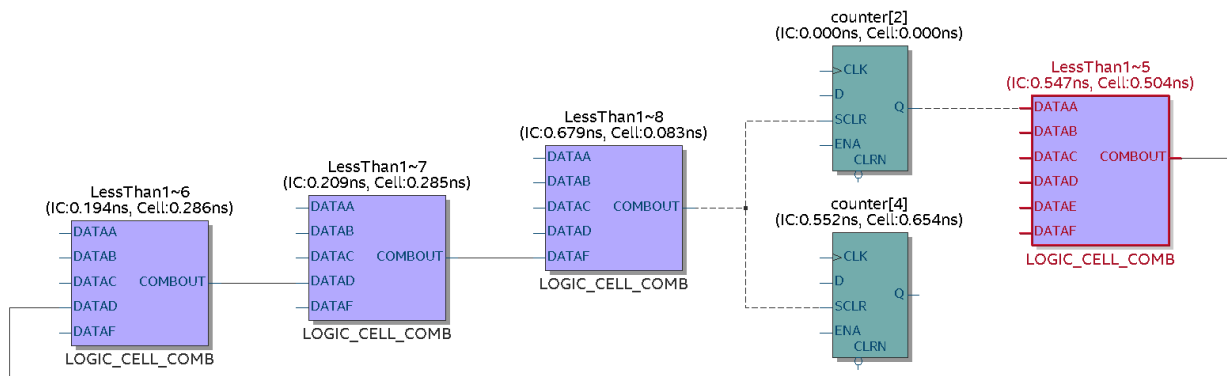 counter[2]
(IC:0.000ns, Cell:0.000ns)
CLK
D
Q
SCLR
ENA
CLRN
LessThan1~5
(IC:0.547ns, Cell:0.504ns)
DATAA
DATAB
DATAC COMBOUT
DATAD
DATAE
DATAF
LOGIC_CELL_COMB
LessThan1~8
(IC:0.679ns, Cell:0.083ns)
DATAA
DATAB
DATAC COMBOUT
DATAD
DATAF
LOGIC_CELL_COMB
LessThan1~7
(IC:0.209ns, Cell:0.285ns)
DATAA
DATAB
DATAC COMBOUT
DATAD
DATAF
LOGIC_CELL_COMB
LessThan1~6
(IC:0.194ns, Cell:0.286ns)
DATAA
DATAB
DATAC COMBOUT
DATAD
DATAF
LOGIC_CELL_COMB
counter[4]
(IC:0.552ns, Cell:0.654ns)
CLK
D
Q
SCLR
ENA
CLRN